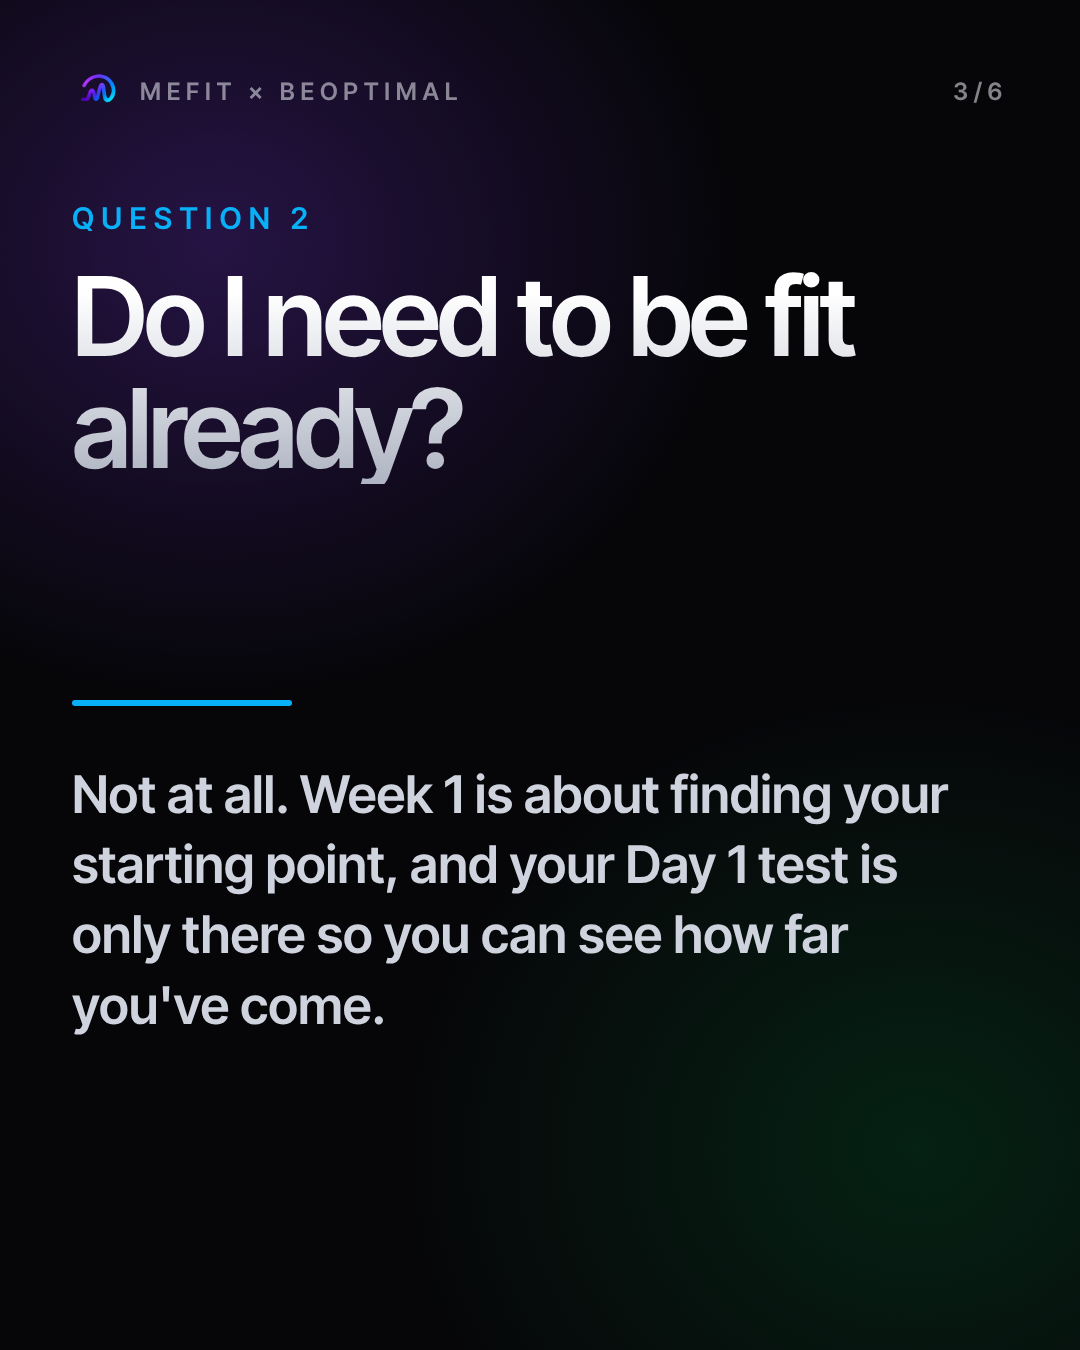 MEFIT × BEOPTIMAL
3/6
QUESTION 2
Do I need to be fit
already?
Not at all. Week 1 is about finding your
starting point, and your Day 1 test is
only there so you can see how far
you've come.